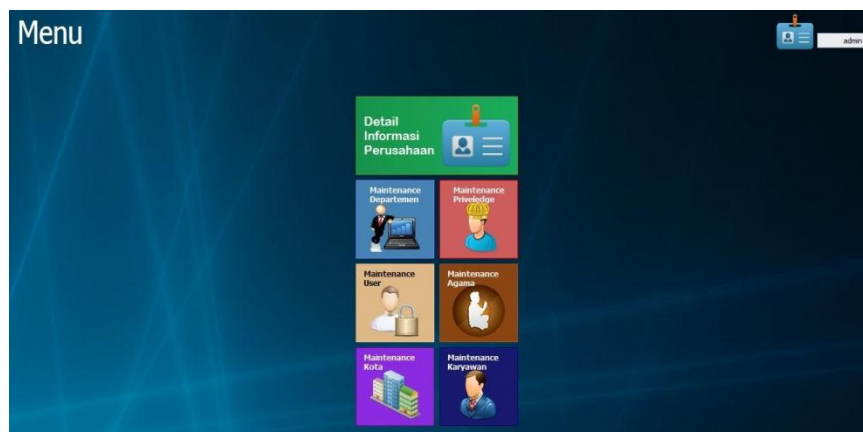 Menu
admin
Detail
Informasi
Perusahaan
Maintenance
Departemen
Maintenance
Priveledge
Maintenance
User
Maintenance
Agama
Maintenance
Kota
Maintenance
Karyawan